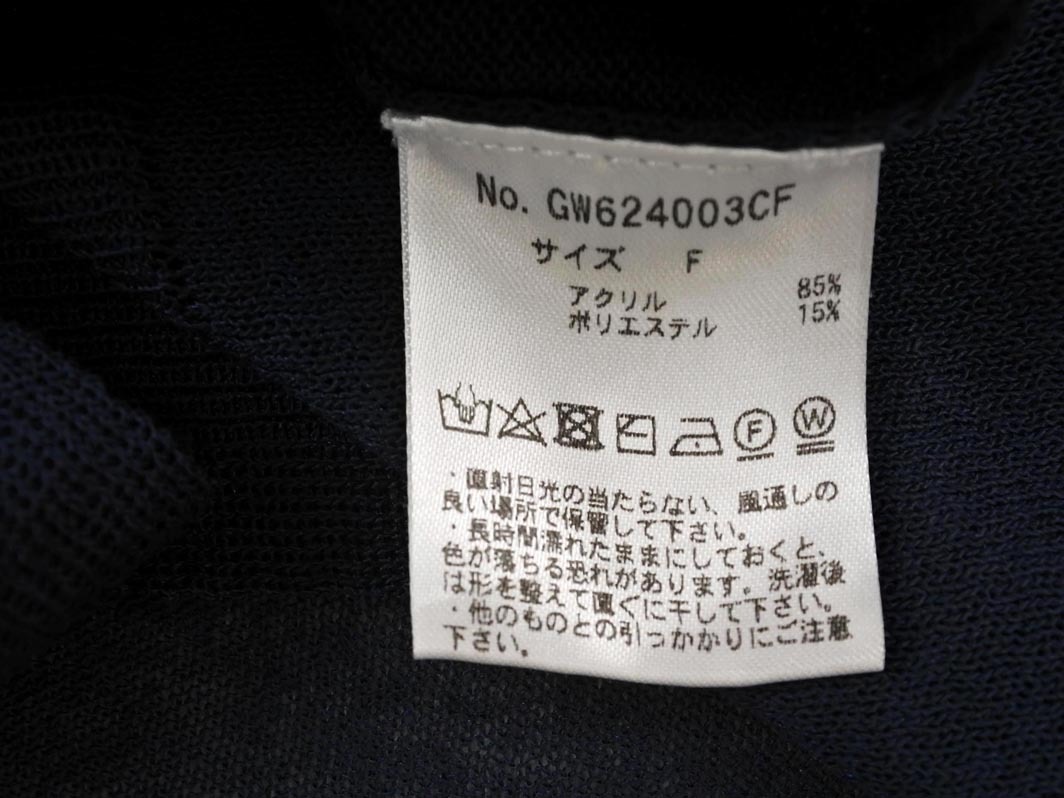 No. GW624003CF
サイズ F
アクリル 85%
ポリエステル 15%
F W
・直射日光の当たらない、風通しの
良い場所で保管して下さい。
・長時間濡れたままにしておくと、
色が落ちる恐れがあります。洗濯後
は形を整えて直ぐに干して下さい。
・他のものとの引っかかりにご注意
下さい。